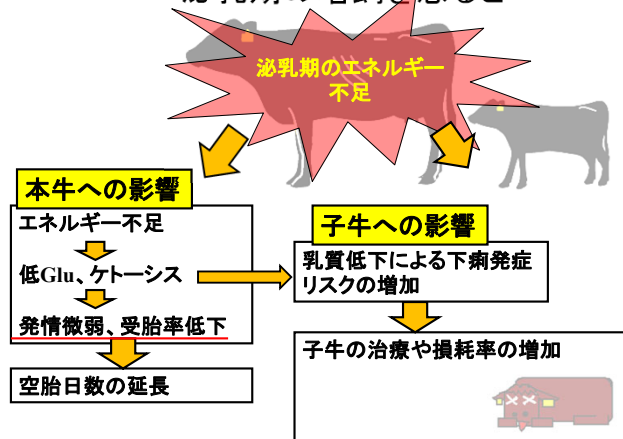 泌乳期のエネルギー
不足
本牛への影響
エネルギー不足
低Glu、ケトーシス
発情微弱、受胎率低下
空胎日数の延長
子牛への影響
乳質低下による下痢発症
リスクの増加
子牛の治療や損耗率の増加